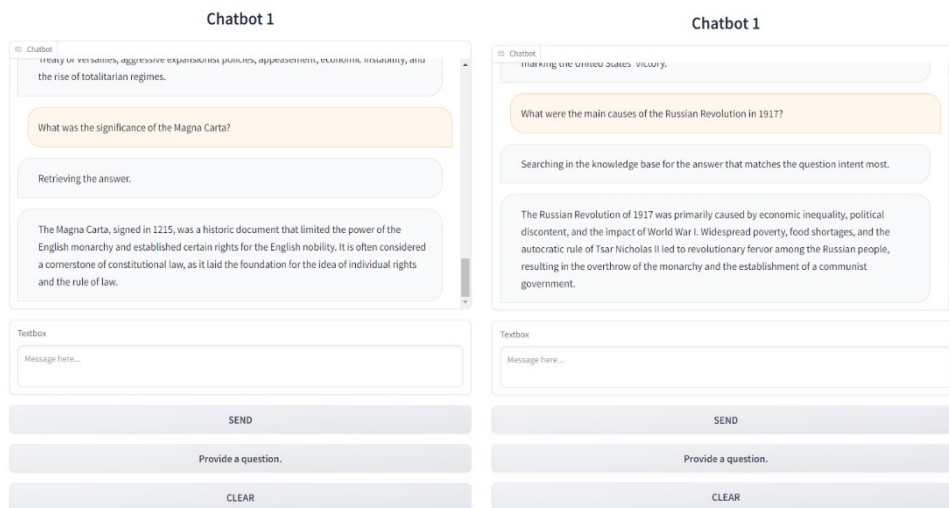 Chatbot 1
Chatbot
Treaty of Versailles, aggressive expansionist policies, appeasement, economic instability, and
the rise of totalitarian regimes.
What was the significance of the Magna Carta?
Retrieving the answer.
The Magna Carta, signed in 1215, was a historic document that limited the power of the
English monarchy and established certain rights for the English nobility. It is often considered
a cornerstone of constitutional law, as it laid the foundation for the idea of individual rights
and the rule of law.
Textbox
Message here...
SEND
Provide a question.
CLEAR
Chatbot 1
Chatbot
marking the United States' victory.
What were the main causes of the Russian Revolution in 1917?
Searching in the knowledge base for the answer that matches the question intent most.
The Russian Revolution of 1917 was primarily caused by economic inequality, political
discontent, and the impact of World War I. Widespread poverty, food shortages, and the
autocratic rule of Tsar Nicholas II led to revolutionary fervor among the Russian people,
resulting in the overthrow of the monarchy and the establishment of a communist
government.
Textbox
Message here...
SEND
Provide a question.
CLEAR